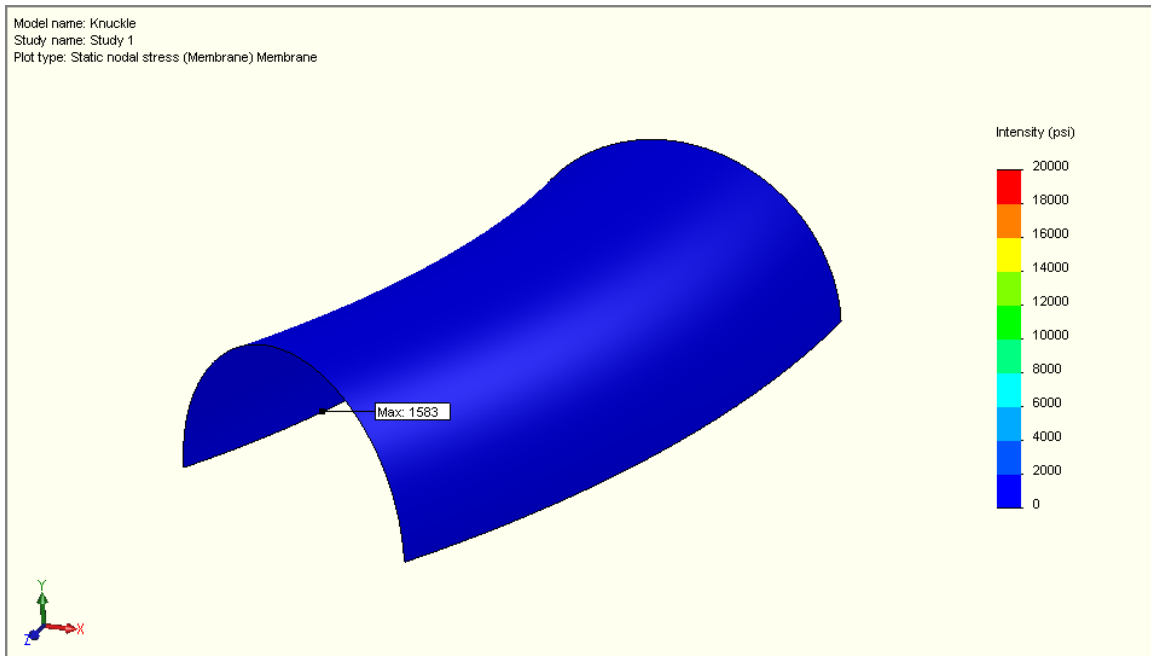 Model name: Knuckle
Study name: Study 1
Plot type: Static nodal stress (Membrane) Membrane
Intensity (psi)
20000
18000
16000
14000
12000
10000
8000
6000
4000
2000
0
Max: 1583
Y
X
Z